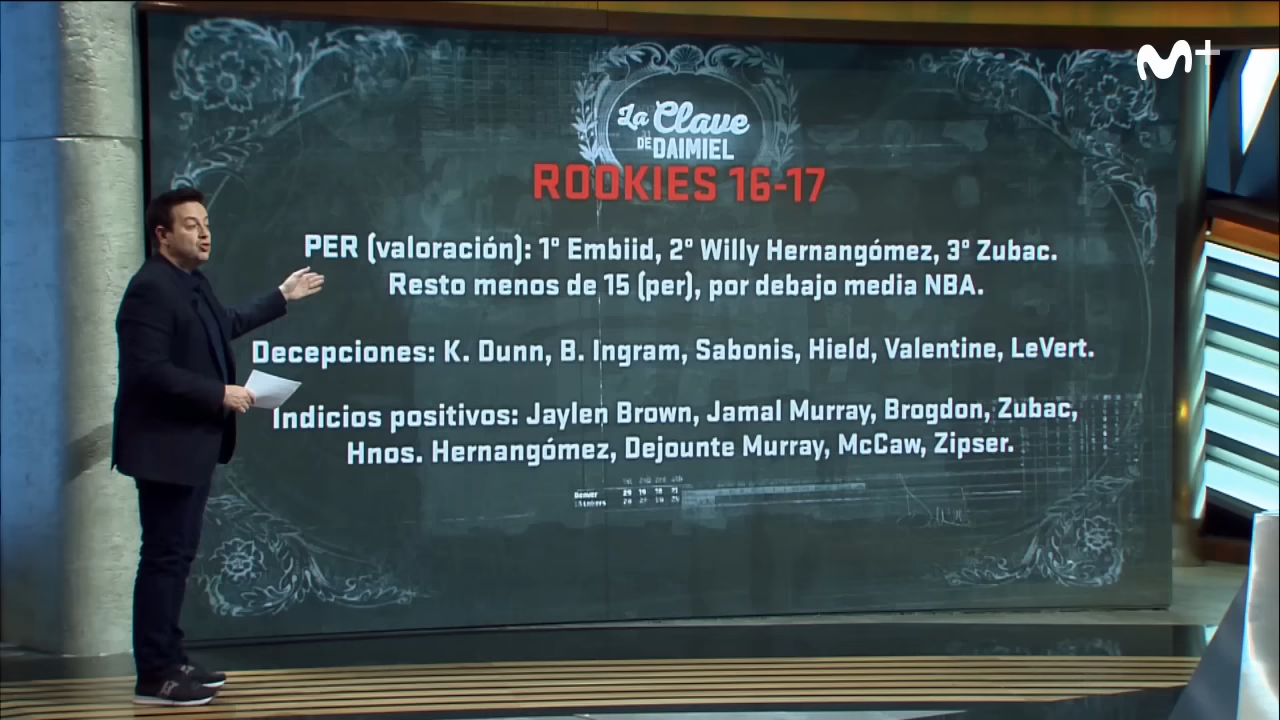 M+
La Clave
DE DAIMIEL
ROOKIES 16-17
PER (valoración): 1º Embiid, 2º Willy Hernangómez, 3º Zubac.
Resto menos de 15 (per), por debajo media NBA.
Decepciones: K. Dunn, B. Ingram, Sabonis, Hield, Valentine, LeVert.
Indicios positivos: Jaylen Brown, Jamal Murray, Brogdon, Zubac,
Hnos. Hernangómez, Dejounte Murray, McCaw, Zipser.
Denver